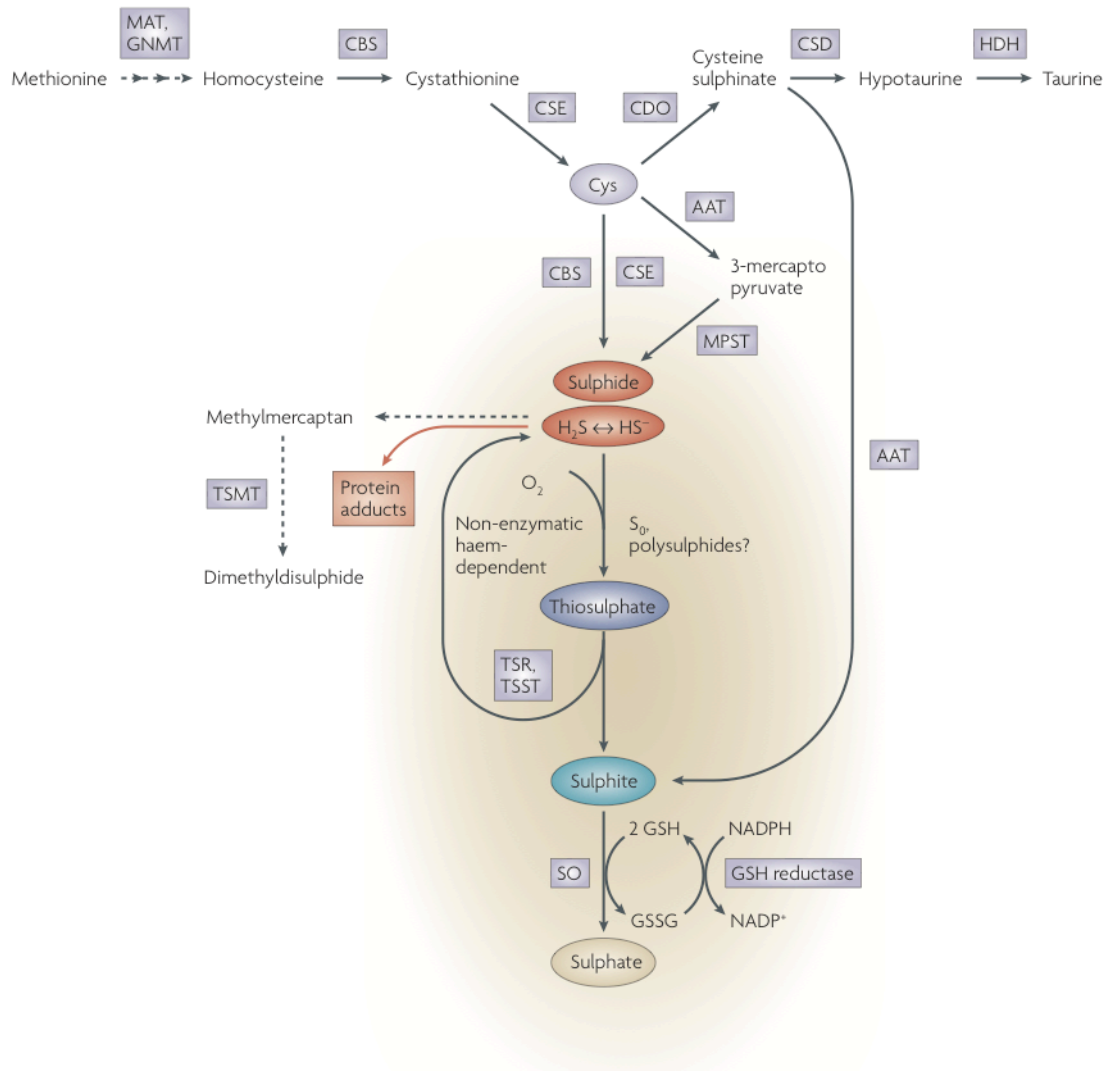 MAT,
GNMT
CBS
Cysteine
sulphinate
CSD
HDH
Methionine
Homocysteine
Cystathionine
Hypotaurine
Taurine
CSE
CDO
Cys
AAT
CBS
CSE
3-mercapto
pyruvate
MPST
Sulphide
Methylmercaptan
H₂S ↔ HS⁻
AAT
TSMT
Protein
adducts
O₂
Non-enzymatic
haem-
dependent
S₀,
polysulphides?
Dimethyldisulphide
Thiosulphate
TSR,
TSST
Sulphite
2 GSH
NADPH
SO
GSH reductase
GSSG
NADP⁺
Sulphate